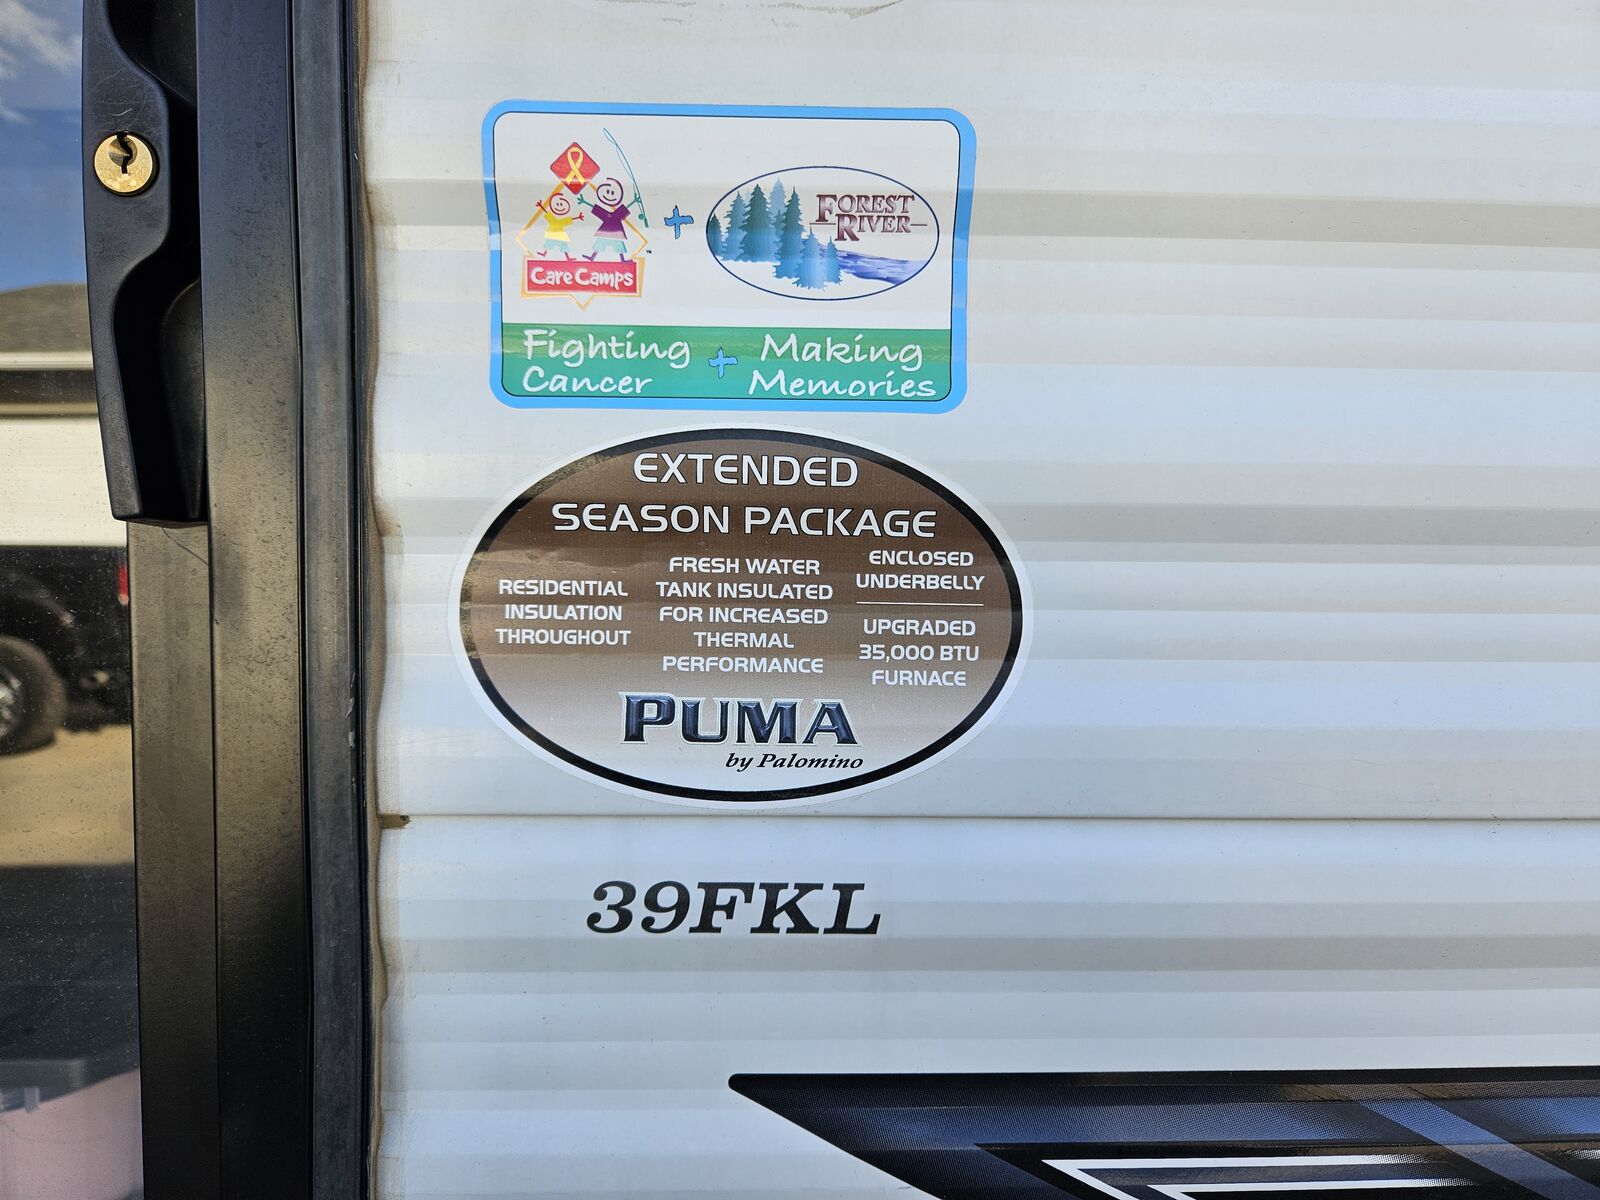 Care Camps
™
FOREST
RIVER
Fighting + Making
Cancer Memories
EXTENDED
SEASON PACKAGE
RESIDENTIAL
INSULATION
THROUGHOUT
FRESH WATER
TANK INSULATED
FOR INCREASED
THERMAL
PERFORMANCE
ENCLOSED
UNDERBELLY
UPGRADED
35,000 BTU
FURNACE
PUMA
by Palomino
39FKL